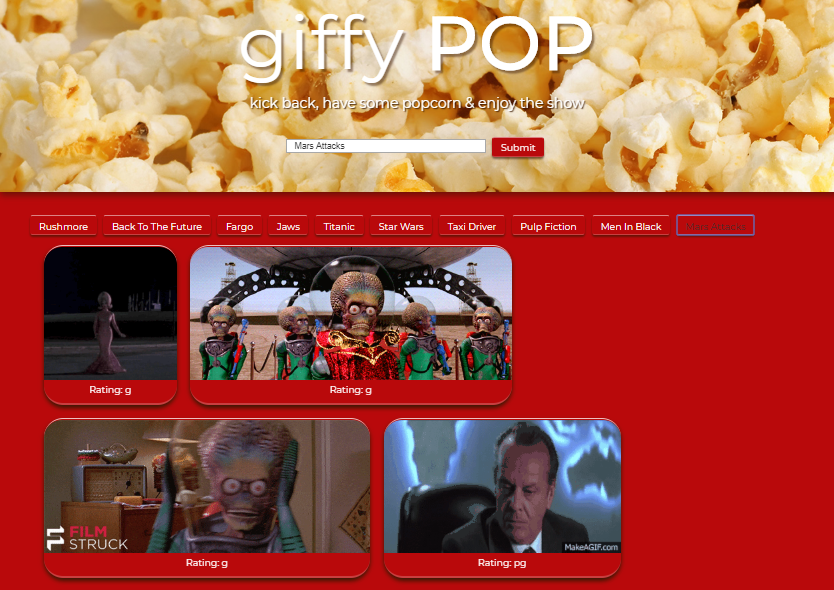 giffy POP
kick back, have some popcorn & enjoy the show
Mars Attacks
Submit
Rushmore
Back To The Future
Fargo
Jaws
Titanic
Star Wars
Taxi Driver
Pulp Fiction
Men In Black
Mars Attacks
Rating: g
Rating: g
FILM
STRUCK
MakeAGIF.com
Rating: g
Rating: pg